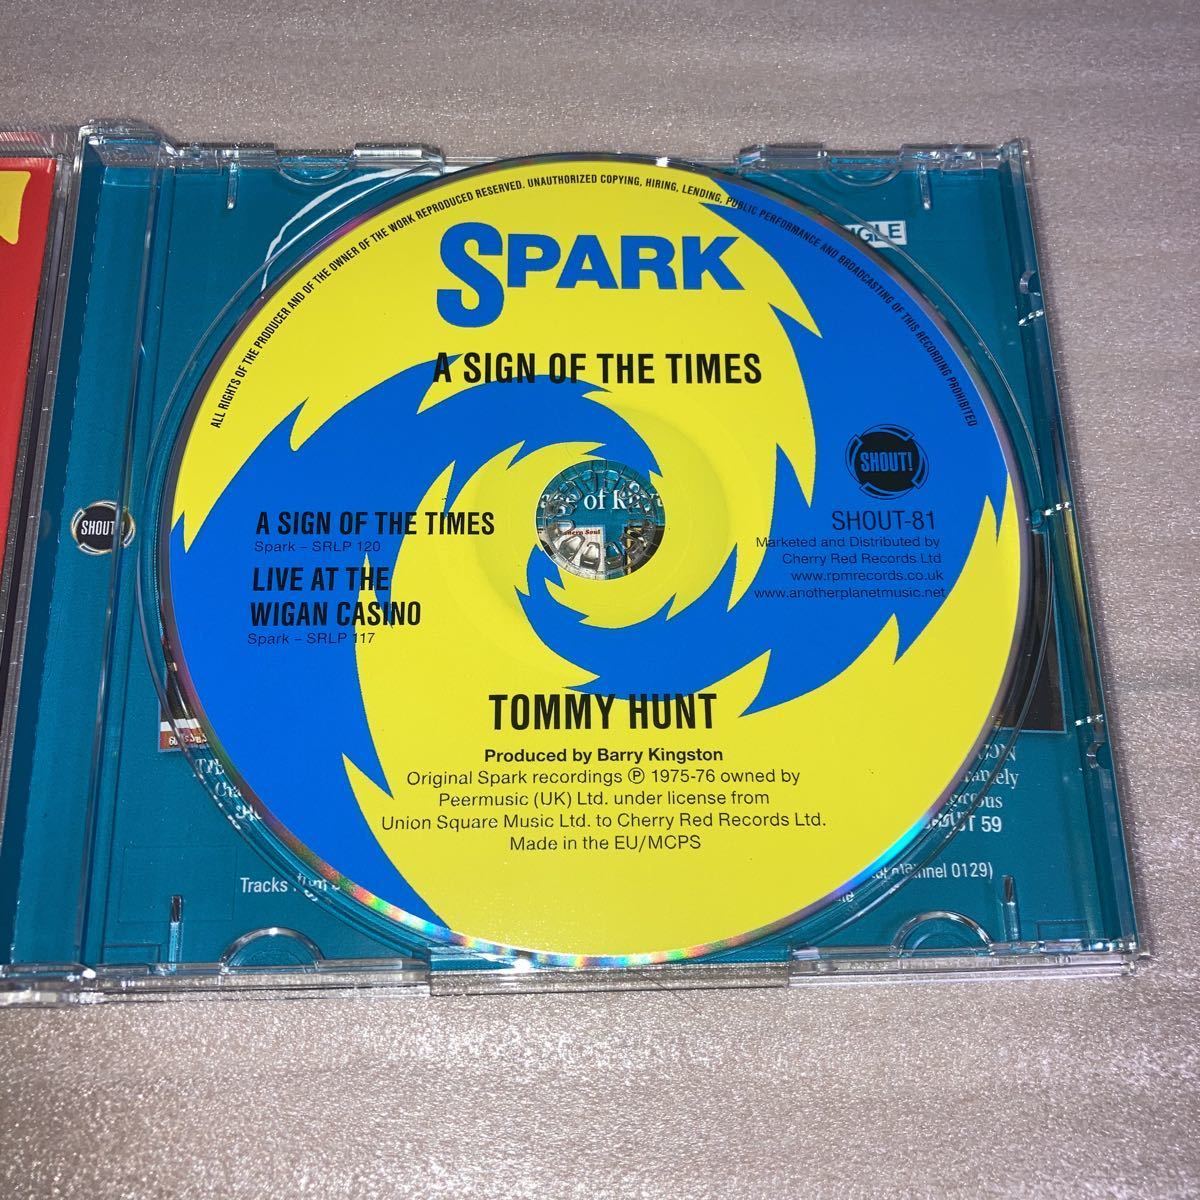 ALL RIGHTS OF THE PRODUCER AND OF THE OWNER OF THE WORK REPRODUCED RESERVED. UNAUTHORIZED COPYING, HIRING, LENDING, PUBLIC PERFORMANCE AND BROADCASTING OF THIS RECORDING PROHIBITED
SPARK
A SIGN OF THE TIMES
SHOUT!
SHOUT-81
Marketed and Distributed by
Cherry Red Records Ltd
www.rpmrecords.co.uk
www.anotherplanetmusic.net
A SIGN OF THE TIMES
Spark – SRLP 120
LIVE AT THE
WIGAN CASINO
Spark – SRLP 117
SHOUT!
of
Soul
TOMMY HUNT
Produced by Barry Kingston
Original Spark recordings ℗ 1975-76 owned by
Peermusic (UK) Ltd. under license from
Union Square Music Ltd. to Cherry Red Records Ltd.
Made in the EU/MCPS
59
Tracks
0129)